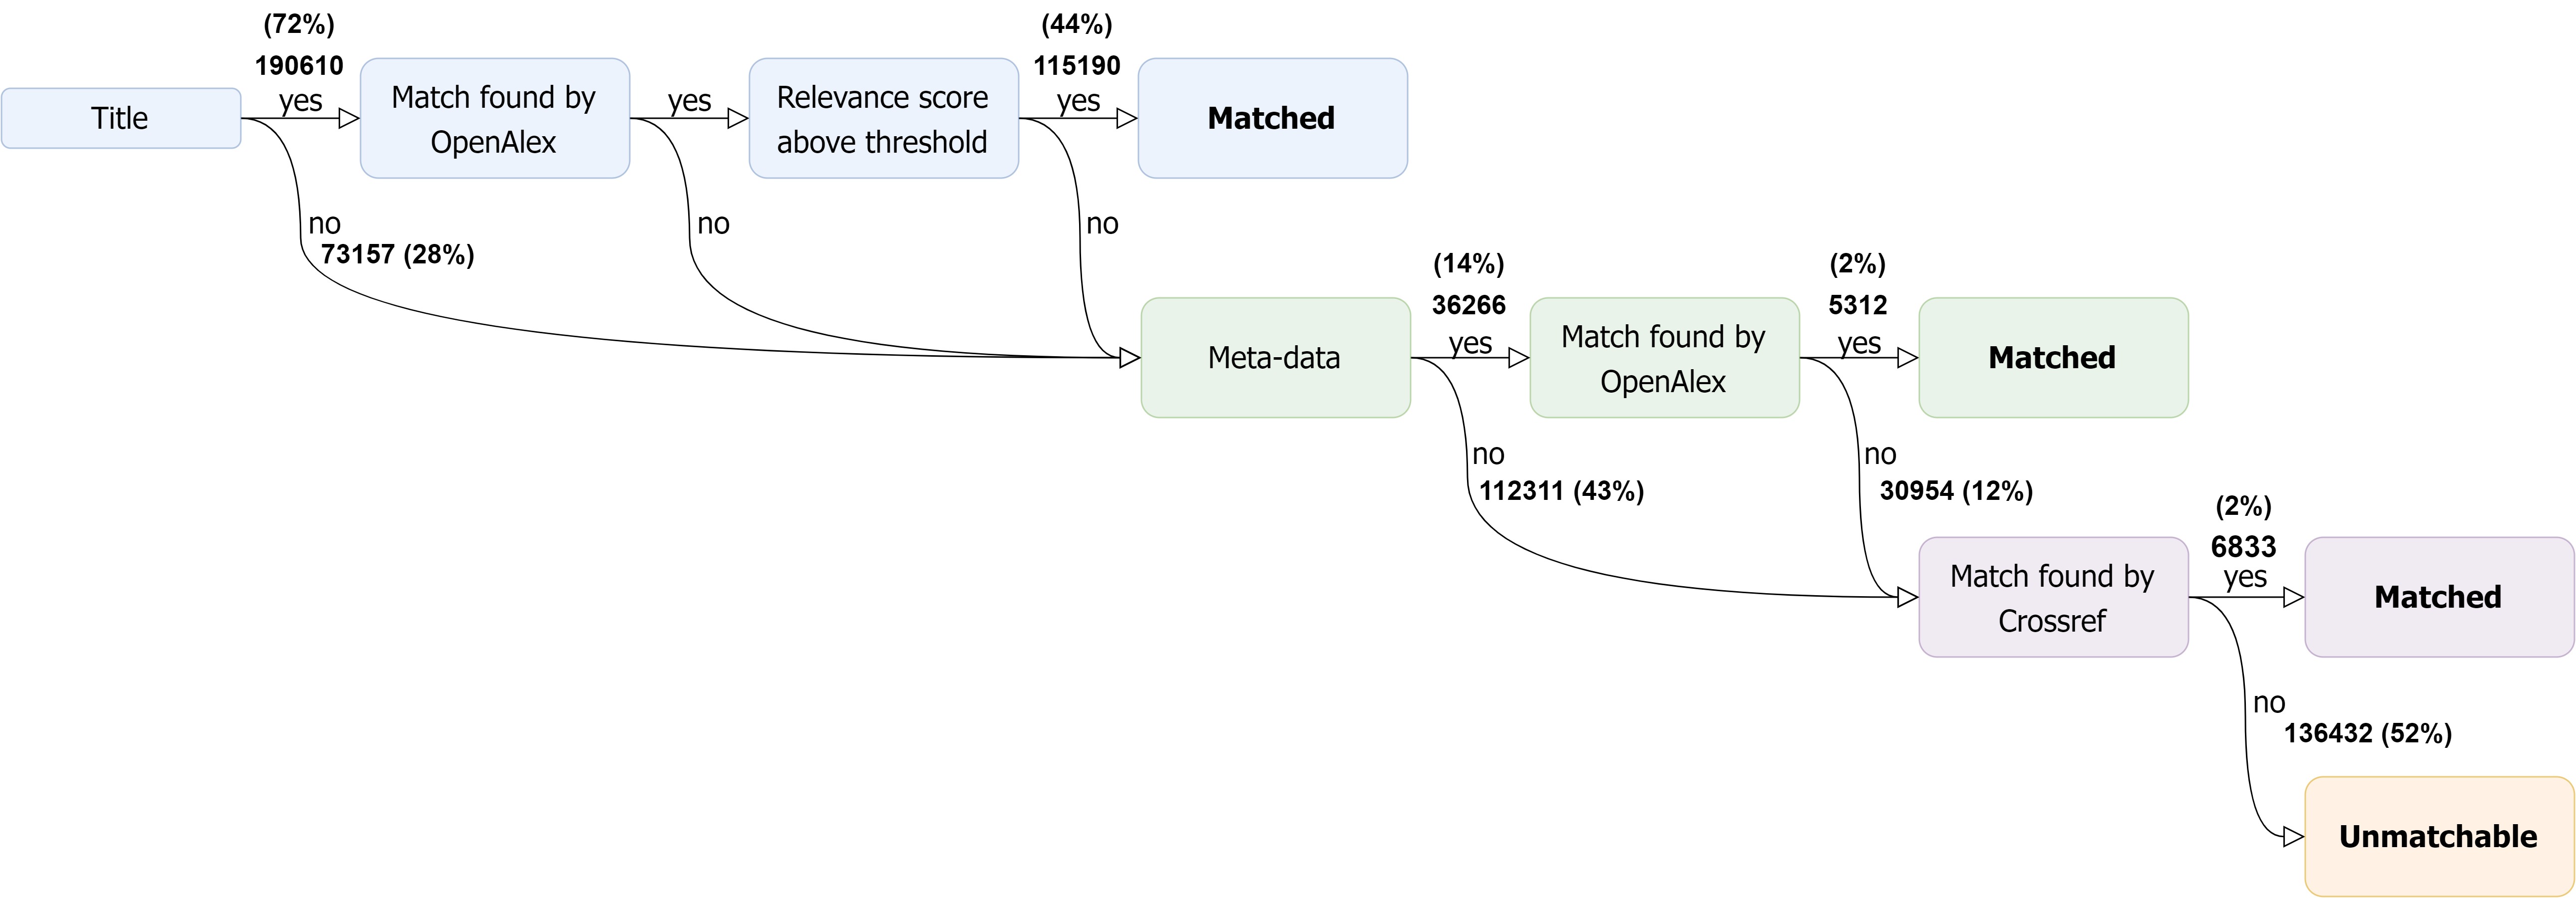 (72%)
190610
yes
(44%)
115190
yes
Title
Match found by
OpenAlex
yes
Relevance score
above threshold
Matched
no
73157 (28%)
no
no
(14%)
36266
yes
(2%)
5312
yes
Meta-data
Match found by
OpenAlex
Matched
no
112311 (43%)
no
30954 (12%)
(2%)
6833
yes
Match found by
Crossref
Matched
no
136432 (52%)
Unmatchable